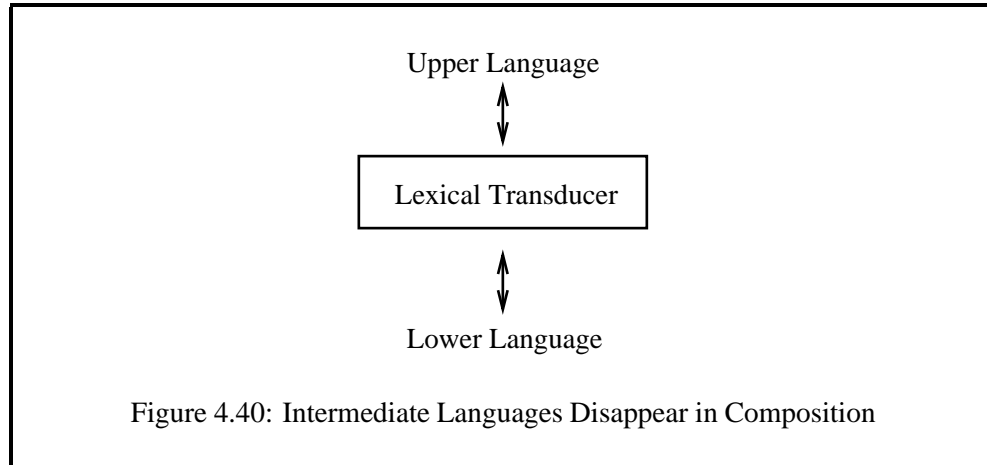 Upper Language
Lexical Transducer
Lower Language
Figure 4.40: Intermediate Languages Disappear in Composition